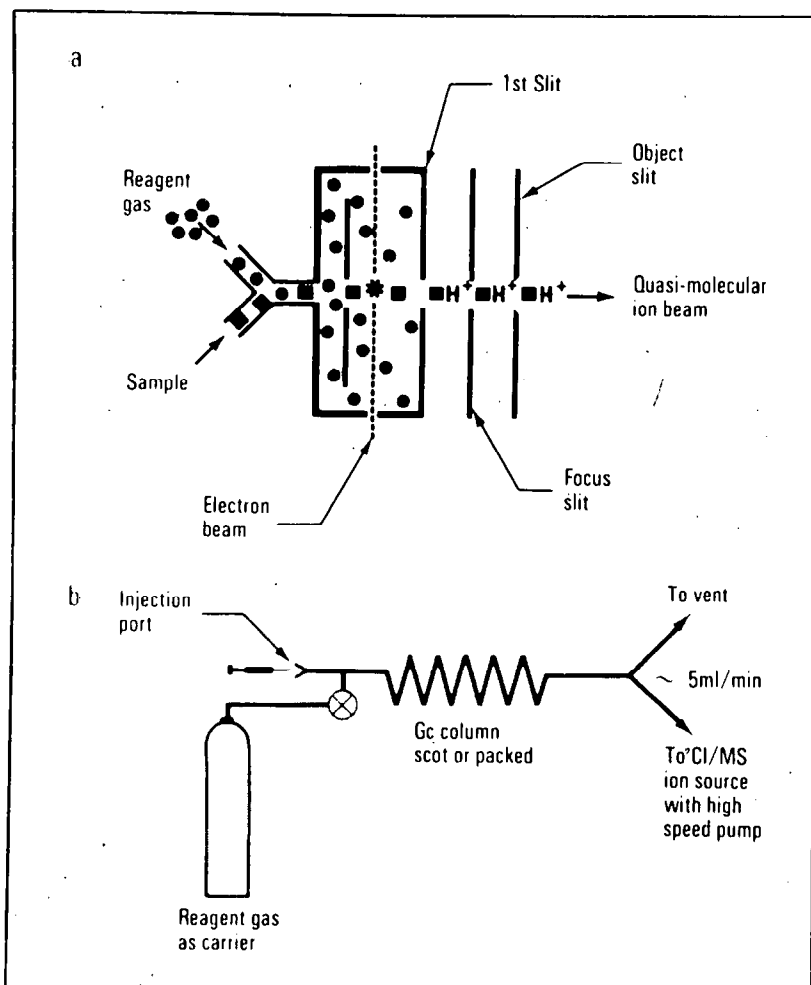 a
1st Slit
Object
slit
Reagent
gas
H + H + H +
Quasi-molecular
ion beam
Sample
Electron
beam
Focus
slit
b
Injection
port
To vent
~ 5ml/min
Gc column
scot or packed
To CI/MS
ion source
with high
speed pump
Reagent gas
as carrier